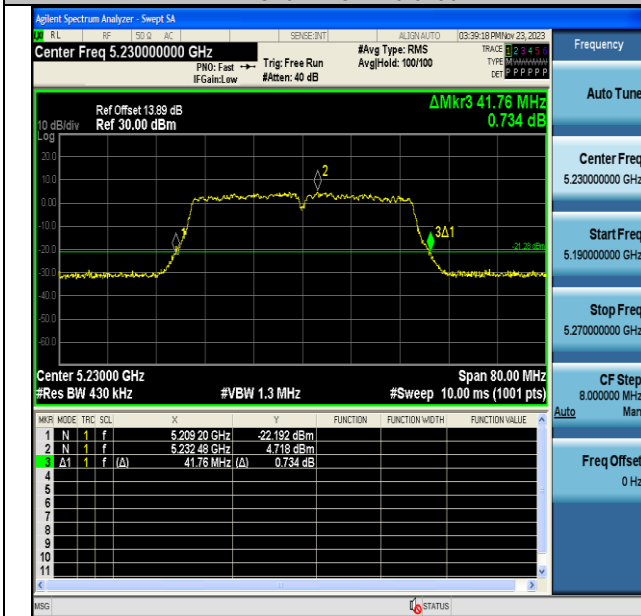 Agilent Spectrum Analyzer - Swept SA
RL RF 50 Ω AC SENSE:INT ALIGN AUTO 03:39:18 PM Nov 23, 2023
Center Freq 5.230000000 GHz
#Avg Type: RMS
TRACE 1 2 3 4 5 6
PNO: Fast Trig: Free Run Avg|Hold: 100/100
TYPE M W W W W W
IFGain:Low #Atten: 40 dB
DET P P P P P P
Frequency
Auto Tune
Center Freq
5.230000000 GHz
Start Freq
5.190000000 GHz
Stop Freq
5.270000000 GHz
CF Step
8.000000 MHz
Auto Man
Freq Offset
0 Hz
ΔMkr3 41.76 MHz
0.734 dB
Ref Offset 13.89 dB
10 dB/div Ref 30.00 dBm
Log
20.0
10.0
0.00
-10.0
-20.0
-30.0
-40.0
-50.0
-60.0
1
2
3Δ1
-21.28 dBm
Center 5.23000 GHz Span 80.00 MHz
#Res BW 430 kHz #VBW 1.3 MHz #Sweep 10.00 ms (1001 pts)
MKR MODE TRC SCL X Y FUNCTION FUNCTION WIDTH FUNCTION VALUE
1 N 1 f 5.209 20 GHz -22.192 dBm
2 N 1 f 5.232 48 GHz 4.718 dBm
3 Δ1 1 f (Δ) 41.76 MHz (Δ) 0.734 dB
4
5
6
7
8
9
10
11
MSG STATUS